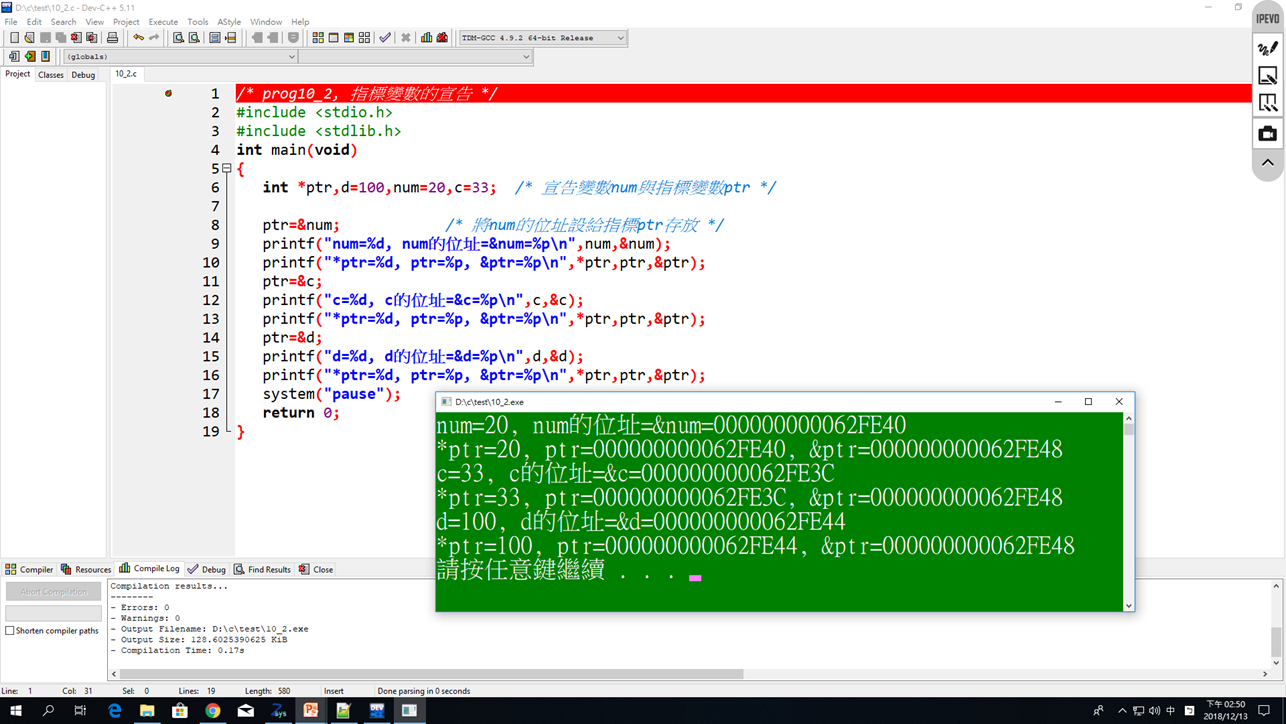 D:\c\test\10_2.c - Dev-C++ 5.11
IPEVO
File Edit Search View Project Execute Tools AStyle Window Help
TDM-GCC 4.9.2 64-bit Release
(globals)
Project Classes Debug
10_2.c
1 /* prog10_2, 指標變數的宣告 */
2 #include <stdio.h>
3 #include <stdlib.h>
4 int main(void)
5 {
6 int *ptr,d=100,num=20,c=33; /* 宣告變數num與指標變數ptr */
7
8 ptr=&num; /* 將num的位址設給指標ptr存放 */
9 printf("num=%d, num的位址=&num=%p\n",num,&num);
10 printf("*ptr=%d, ptr=%p, &ptr=%p\n",*ptr,ptr,&ptr);
11 ptr=&c;
12 printf("c=%d, c的位址=&c=%p\n",c,&c);
13 printf("*ptr=%d, ptr=%p, &ptr=%p\n",*ptr,ptr,&ptr);
14 ptr=&d;
15 printf("d=%d, d的位址=&d=%p\n",d,&d);
16 printf("*ptr=%d, ptr=%p, &ptr=%p\n",*ptr,ptr,&ptr);
17 system("pause");
18 return 0;
19 }
D:\c\test\10_2.exe
num=20, num的位址=&num=000000000062FE40
*ptr=20, ptr=000000000062FE40, &ptr=000000000062FE48
c=33, c的位址=&c=000000000062FE3C
*ptr=33, ptr=000000000062FE3C, &ptr=000000000062FE48
d=100, d的位址=&d=000000000062FE44
*ptr=100, ptr=000000000062FE44, &ptr=000000000062FE48
請按任意鍵繼續 . . .
Compiler Resources Compile Log Debug Find Results Close
Abort Compilation
Shorten compiler paths
Compilation results...
--------
- Errors: 0
- Warnings: 0
- Output Filename: D:\c\test\10_2.exe
- Output Size: 128.6025390625 KiB
- Compilation Time: 0.17s
Line: 1 Col: 31 Sel: 0 Lines: 19 Length: 580 Insert Done parsing in 0 seconds
中
下午 02:50
2018/12/13